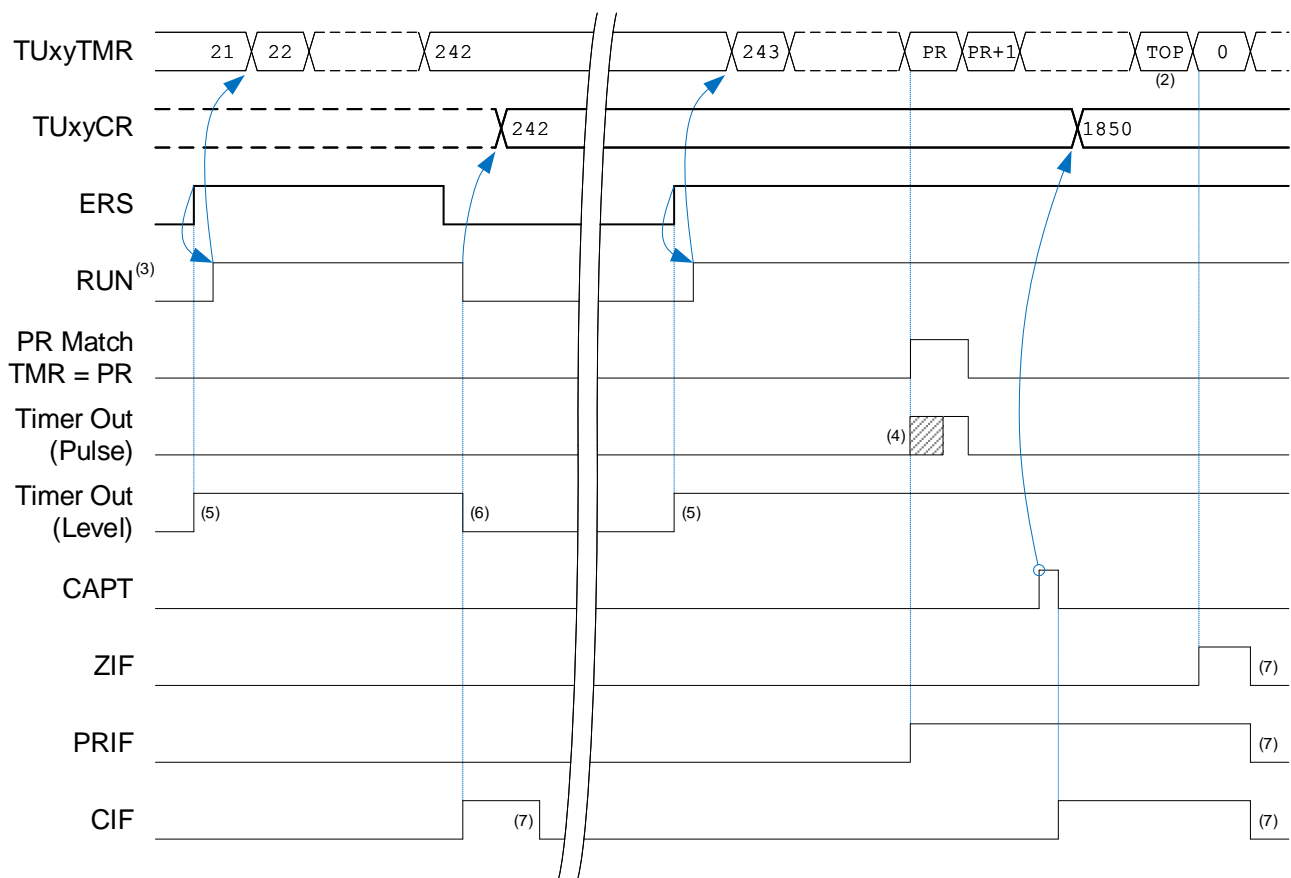 TUxyTMR 21 22 242 243 PR PR+1 TOP 0
(2)
TUxyCR 242 1850
ERS
RUN(3)
PR Match
TMR = PR
Timer Out
(Pulse) (4)
Timer Out
(Level) (5) (6) (5)
CAPT
ZIF (7)
PRIF (7)
CIF (7) (7)